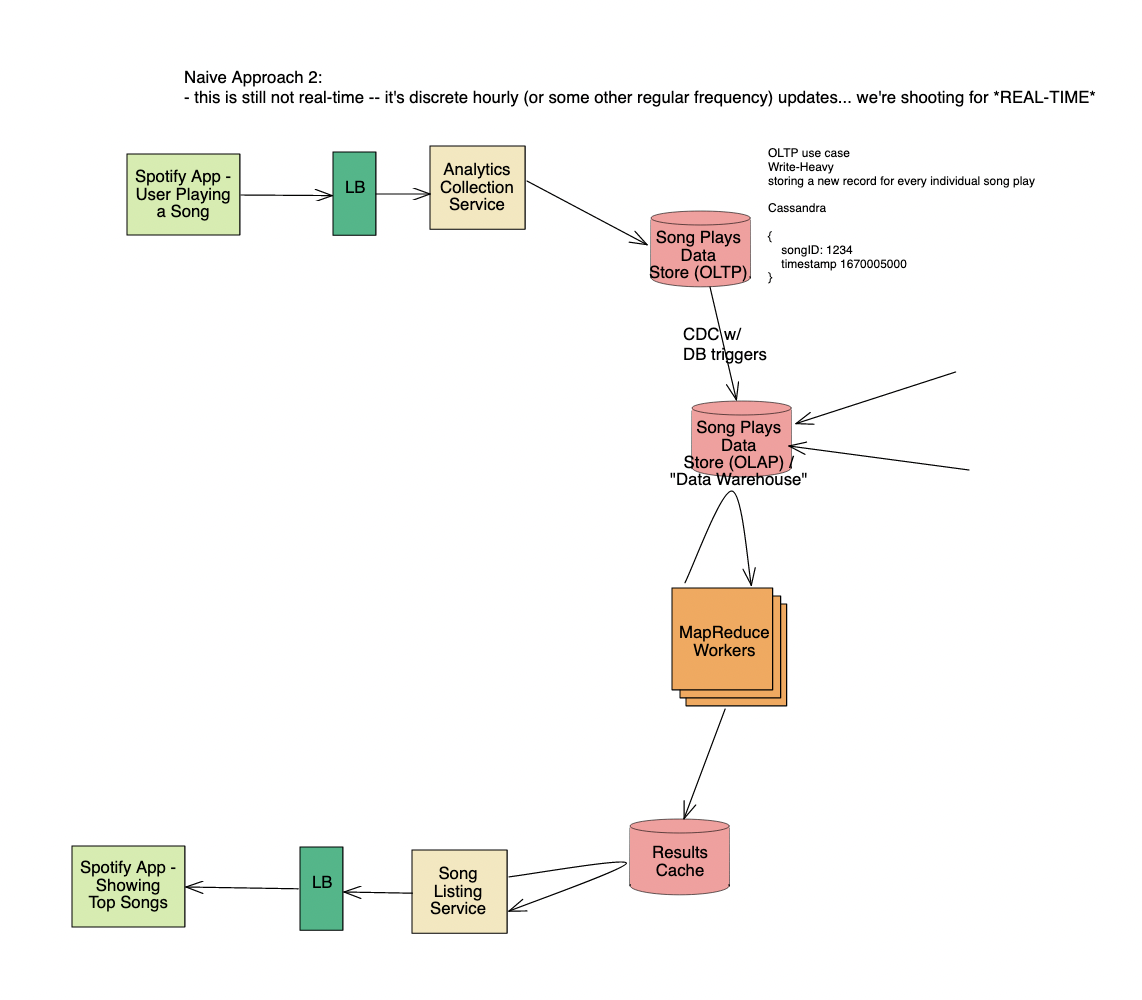 Naive Approach 2:
- this is still not real-time -- it's discrete hourly (or some other regular frequency) updates... we're shooting for *REAL-TIME*
Spotify App -
User Playing
a Song
LB
Analytics
Collection
Service
OLTP use case
Write-Heavy
storing a new record for every individual song play
Cassandra
{
songID: 1234
timestamp 1670005000
}
Song Plays
Data
Store (OLTP)
CDC w/
DB triggers
Song Plays
Data
Store (OLAP) /
"Data Warehouse"
MapReduce
Workers
Results
Cache
Song
Listing
Service
LB
Spotify App -
Showing
Top Songs